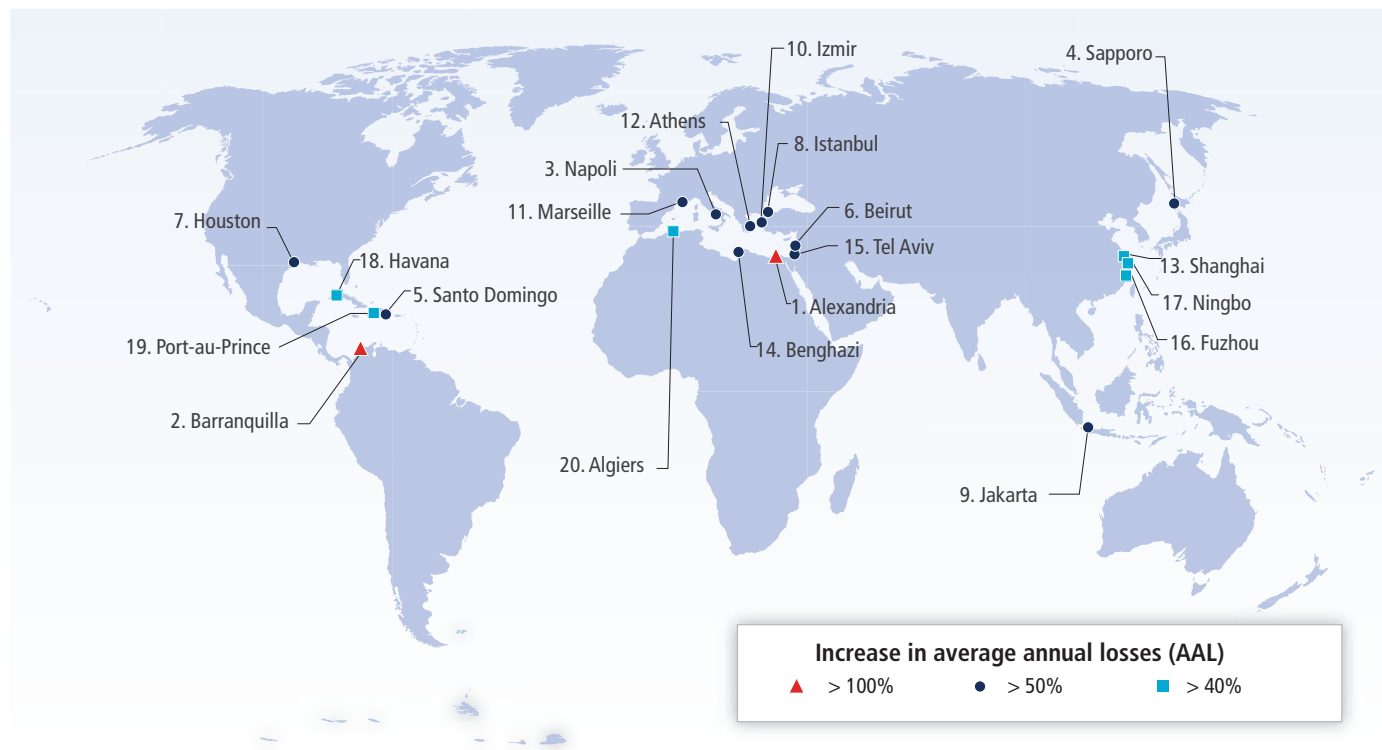 10. Izmir
4. Sapporo
12. Athens
8. Istanbul
3. Napoli
11. Marseille
6. Beirut
7. Houston
15. Tel Aviv
18. Havana
13. Shanghai
5. Santo Domingo
17. Ningbo
1. Alexandria
19. Port-au-Prince
14. Benghazi
16. Fuzhou
2. Barranquilla
20. Algiers
9. Jakarta
Increase in average annual losses (AAL)
> 100% > 50% > 40%